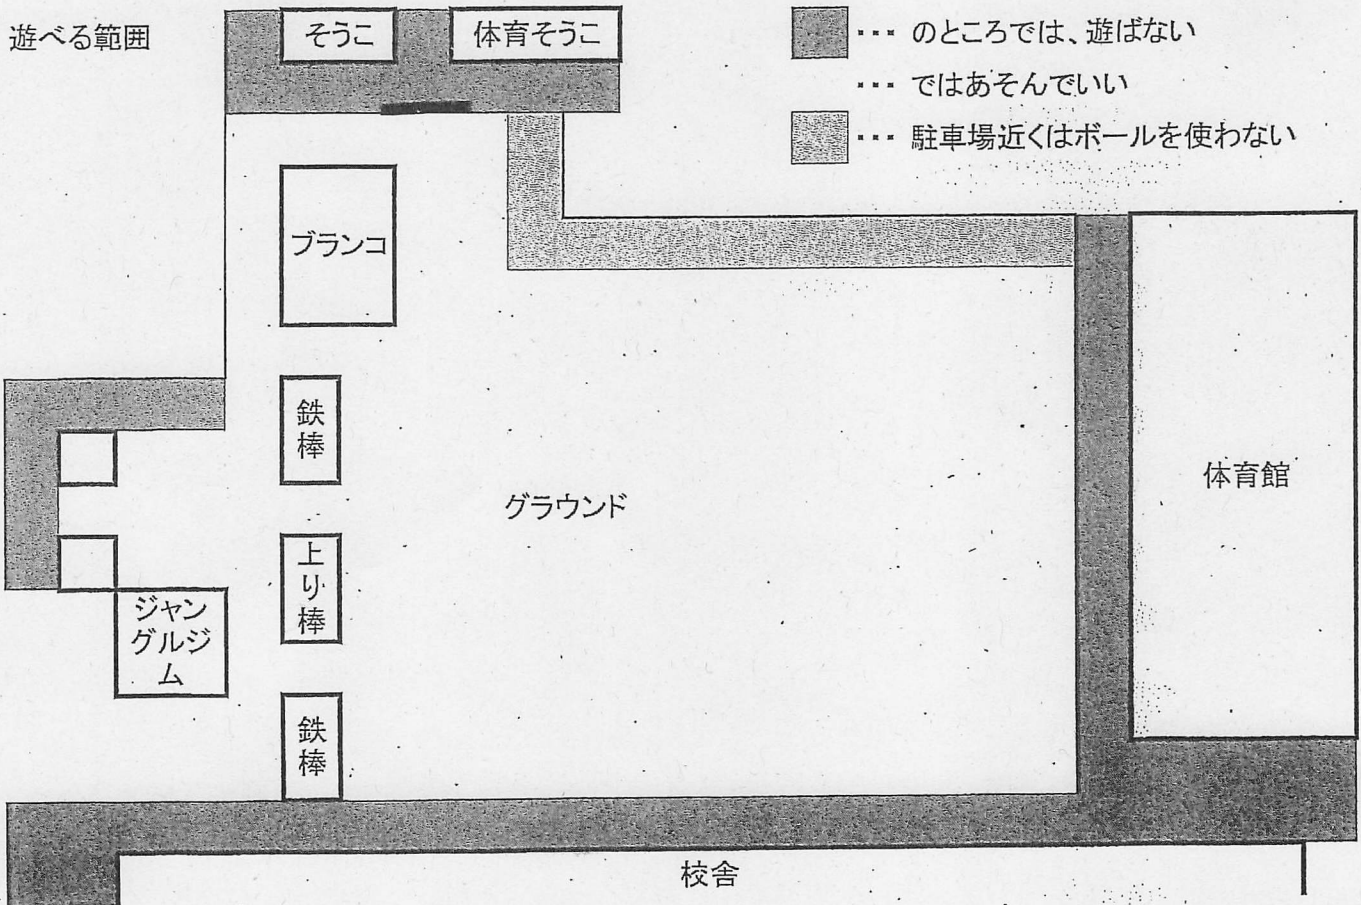 遊べる範囲
そうこ
体育そうこ
･･･ のところでは、遊ばない
･･･ ではあそんでいい
･･･ 駐車場近くはボールを使わない
ブランコ
鉄
棒
グラウンド
体育館
上
り
棒
ジャン
グルジ
ム
鉄
棒
校舎